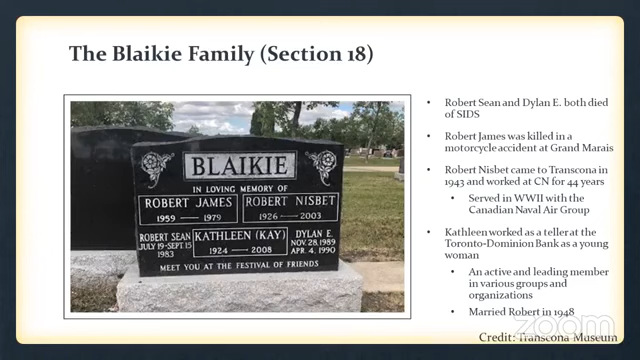 The Blaikie Family (Section 18)
BLAIKIE
IN LOVING MEMORY OF
ROBERT JAMES
1959 — 1979
ROBERT NISBET
1926 — 2003
ROBERT SEAN
JULY 19-SEPT 15
1983
KATHLEEN (KAY)
1924 — 2008
DYLAN E.
NOV. 28, 1989
APR. 4, 1990
MEET YOU AT THE FESTIVAL OF FRIENDS
• Robert Sean and Dylan E. both died
of SIDS
• Robert James was killed in a
motorcycle accident at Grand Marais
• Robert Nisbet came to Transcona in
1943 and worked at CN for 44 years
• Served in WWII with the
Canadian Naval Air Group
• Kathleen worked as a teller at the
Toronto-Dominion Bank as a young
woman
• An active and leading member
in various groups and
organizations
• Married Robert in 1948
zoom
Credit: Transcona Museum